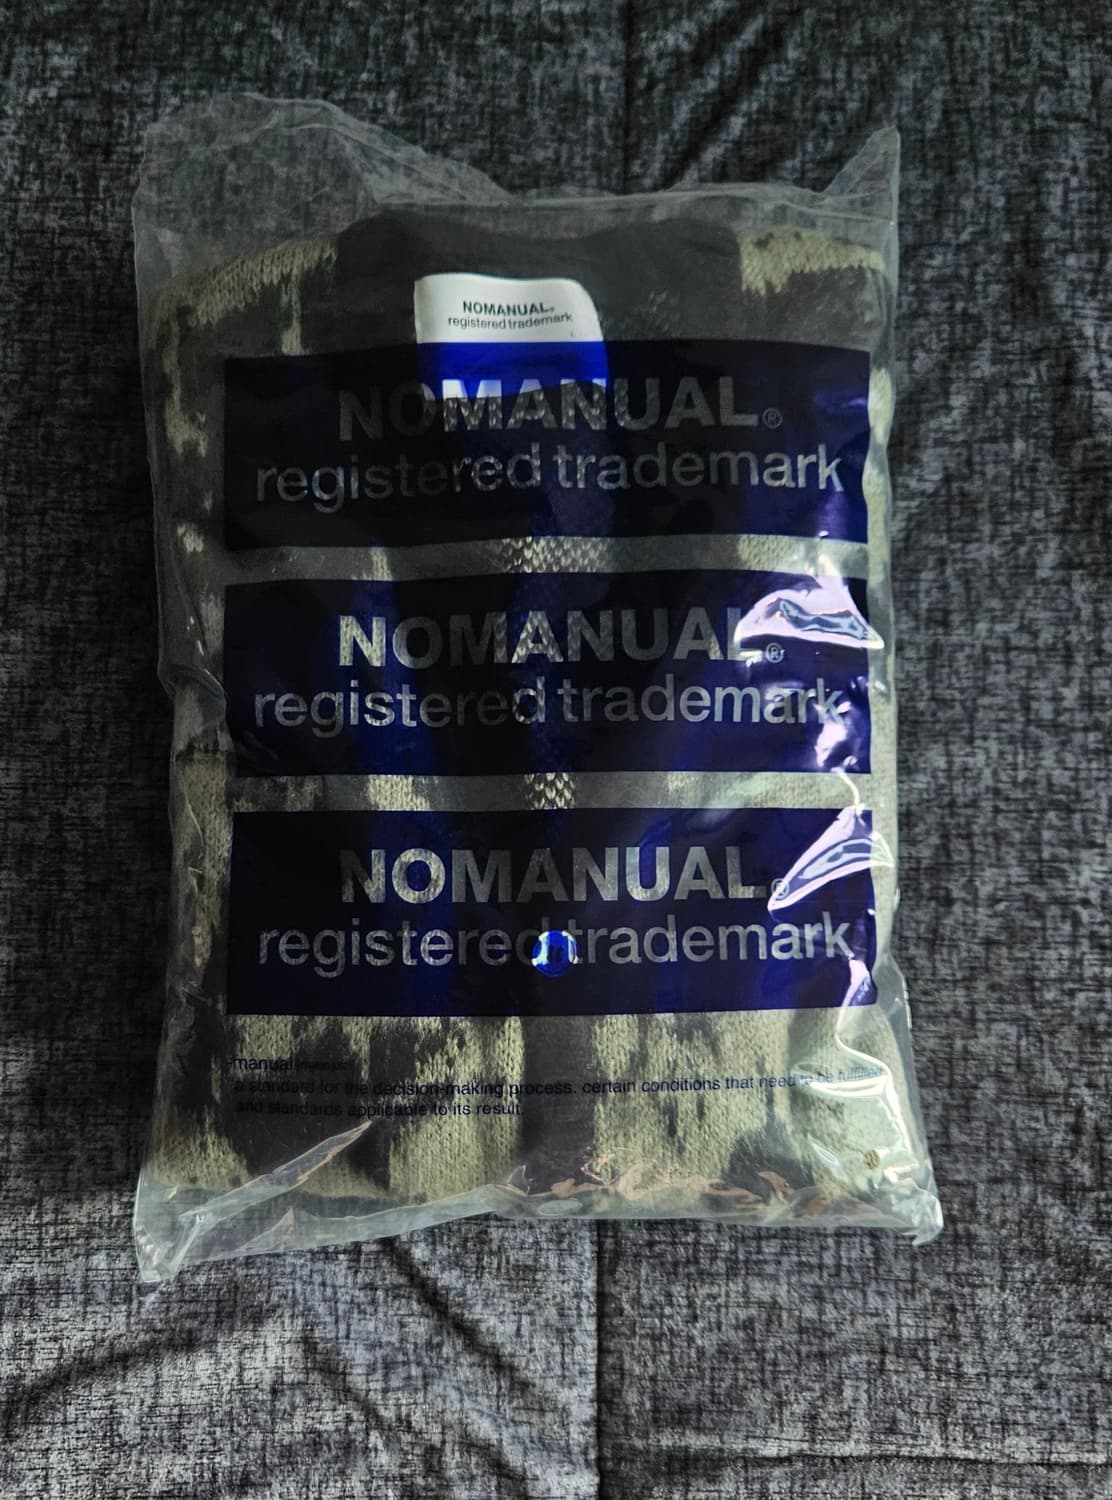 NOMANUAL®
registered trademark
NOMANUAL®
registered trademark
NOMANUAL®
registered trademark
NOMANUAL®
registered trademark
manual
a standard for the decision-making process. certain conditions that need to be fulfilled
and standards applicable to its result.